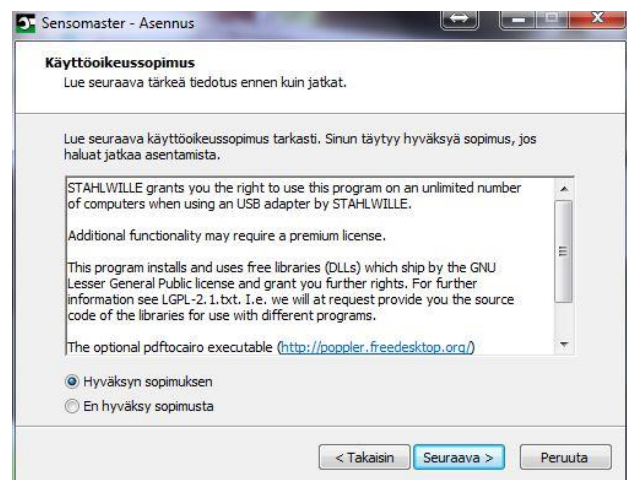 Sensomaster - Asennus
Käyttöoikeussopimus
Lue seuraava tärkeä tiedotus ennen kuin jatkat.
Lue seuraava käyttöoikeussopimus tarkasti. Sinun täytyy hyväksyä sopimus, jos
haluat jatkaa asentamista.
STAHLWILLE grants you the right to use this program on an unlimited number
of computers when using an USB adapter by STAHLWILLE.
Additional functionality may require a premium license.
This program installs and uses free libraries (DLLs) which ship by the GNU
Lesser General Public license and grant you further rights. For further
information see LGPL-2.1.txt. I.e. we will at request provide you the source
code of the libraries for use with different programs.
The optional pdftocairo executable (http://poppler.freedesktop.org/)
Hyväksyn sopimuksen
En hyväksy sopimusta
< Takaisin
Seuraava >
Peruuta